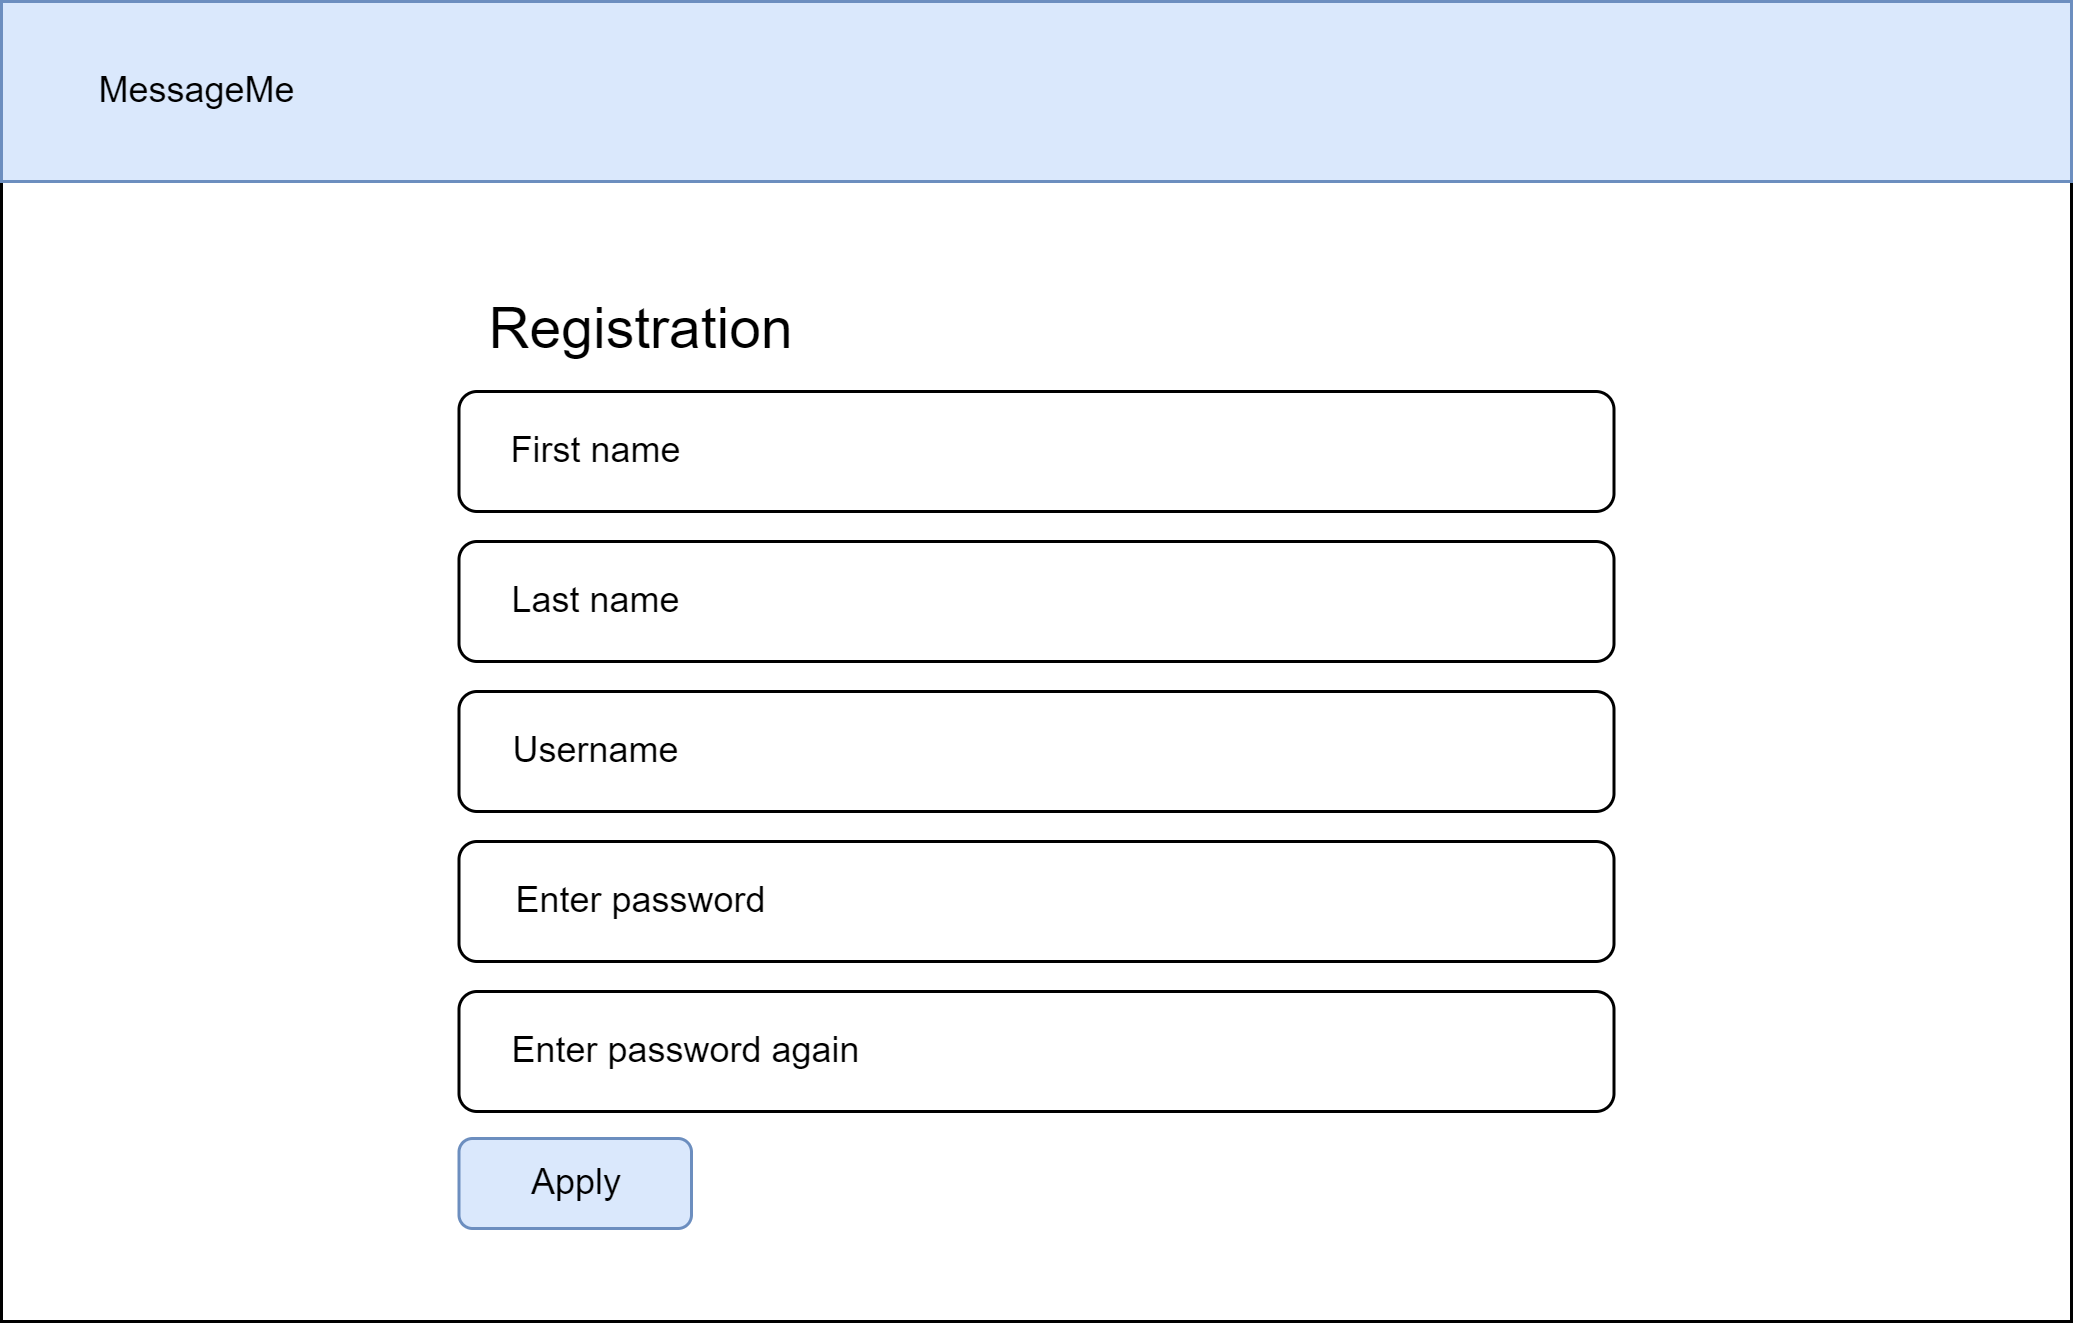 MessageMe
Registration
First name
Last name
Username
Enter password
Enter password again
Apply